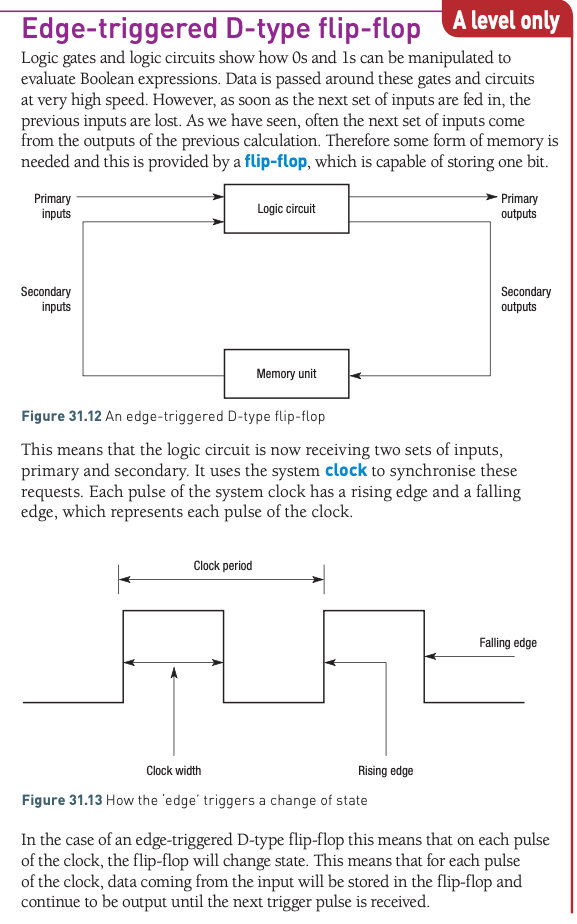 Edge-triggered D-type flip-flop
A level only
Logic gates and logic circuits show how 0s and 1s can be manipulated to
evaluate Boolean expressions. Data is passed around these gates and circuits
at very high speed. However, as soon as the next set of inputs are fed in, the
previous inputs are lost. As we have seen, often the next set of inputs come
from the outputs of the previous calculation. Therefore some form of memory is
needed and this is provided by a flip-flop, which is capable of storing one bit.
Primary
inputs
Logic circuit
Primary
outputs
Secondary
inputs
Secondary
outputs
Memory unit
Figure 31.12 An edge-triggered D-type flip-flop
This means that the logic circuit is now receiving two sets of inputs,
primary and secondary. It uses the system clock to synchronise these
requests. Each pulse of the system clock has a rising edge and a falling
edge, which represents each pulse of the clock.
Clock period
Falling edge
Clock width
Rising edge
Figure 31.13 How the 'edge' triggers a change of state
In the case of an edge-triggered D-type flip-flop this means that on each pulse
of the clock, the flip-flop will change state. This means that for each pulse
of the clock, data coming from the input will be stored in the flip-flop and
continue to be output until the next trigger pulse is received.